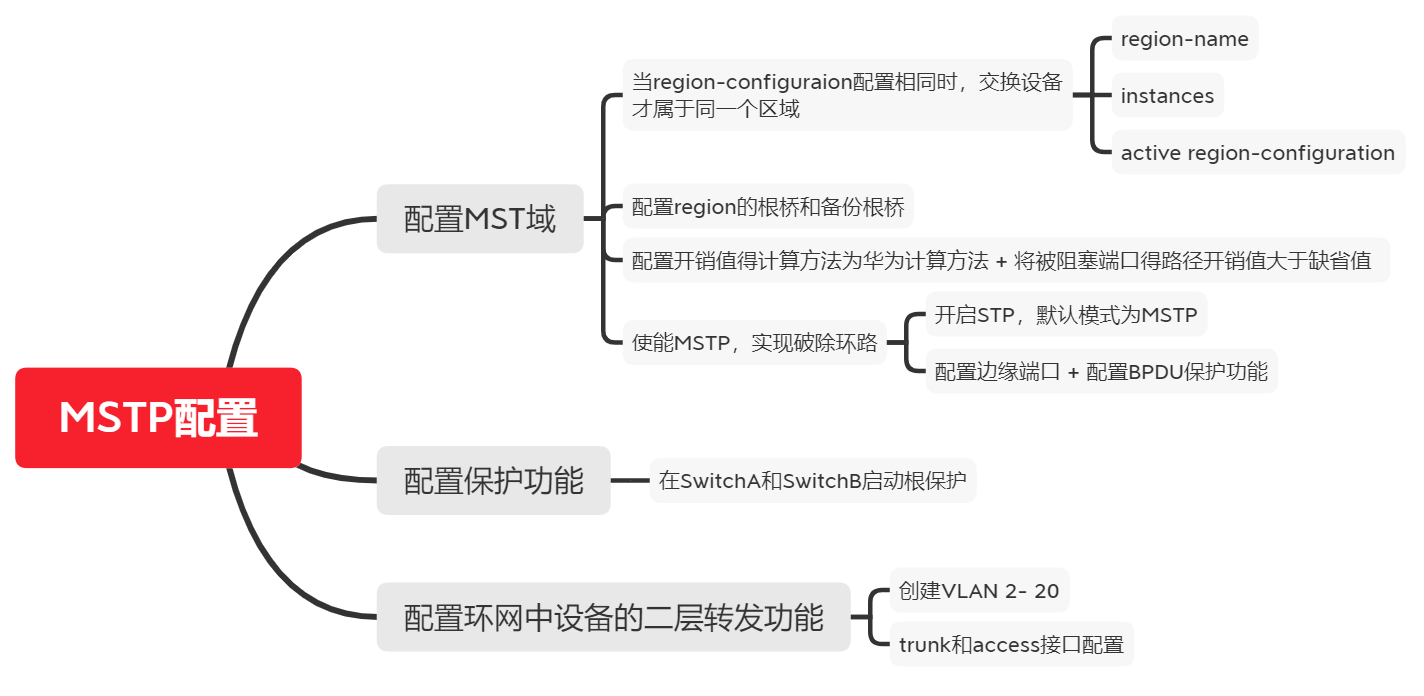 MSTP配置
配置MST域
当region-configuraion配置相同时，交换设备
才属于同一个区域
region-name
instances
active region-configuration
配置region的根桥和备份根桥
配置开销值得计算方法为华为计算方法 + 将被阻塞端口得路径开销值大于缺省值
使能MSTP，实现破除环路
开启STP，默认模式为MSTP
配置边缘端口 + 配置BPDU保护功能
配置保护功能
在SwitchA和SwitchB启动根保护
配置环网中设备的二层转发功能
创建VLAN 2- 20
trunk和access接口配置